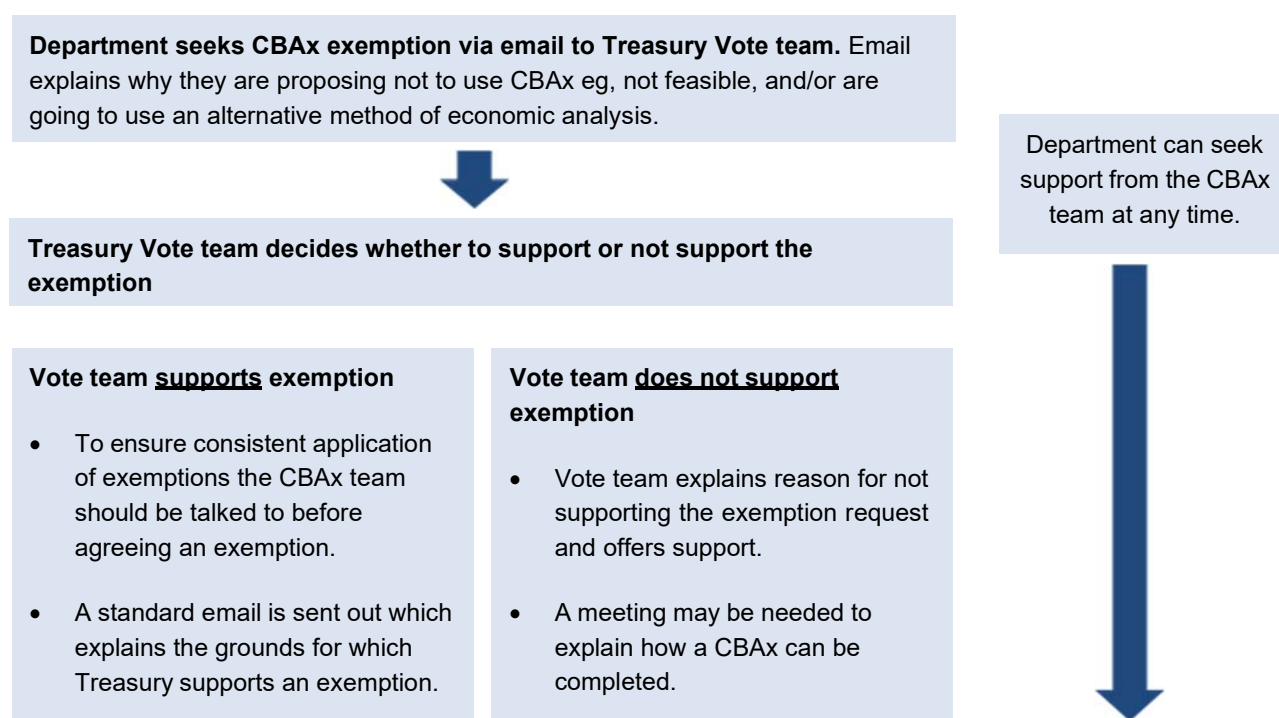 Department seeks CBAx exemption via email to Treasury Vote team. Email
explains why they are proposing not to use CBAx eg, not feasible, and/or are
going to use an alternative method of economic analysis.
Department can seek
support from the CBAx
team at any time.
Treasury Vote team decides whether to support or not support the
exemption
Vote team supports exemption
• To ensure consistent application
of exemptions the CBAx team
should be talked to before
agreeing an exemption.
• A standard email is sent out which
explains the grounds for which
Treasury supports an exemption.
Vote team does not support
exemption
• Vote team explains reason for not
supporting the exemption request
and offers support.
• A meeting may be needed to
explain how a CBAx can be
completed.